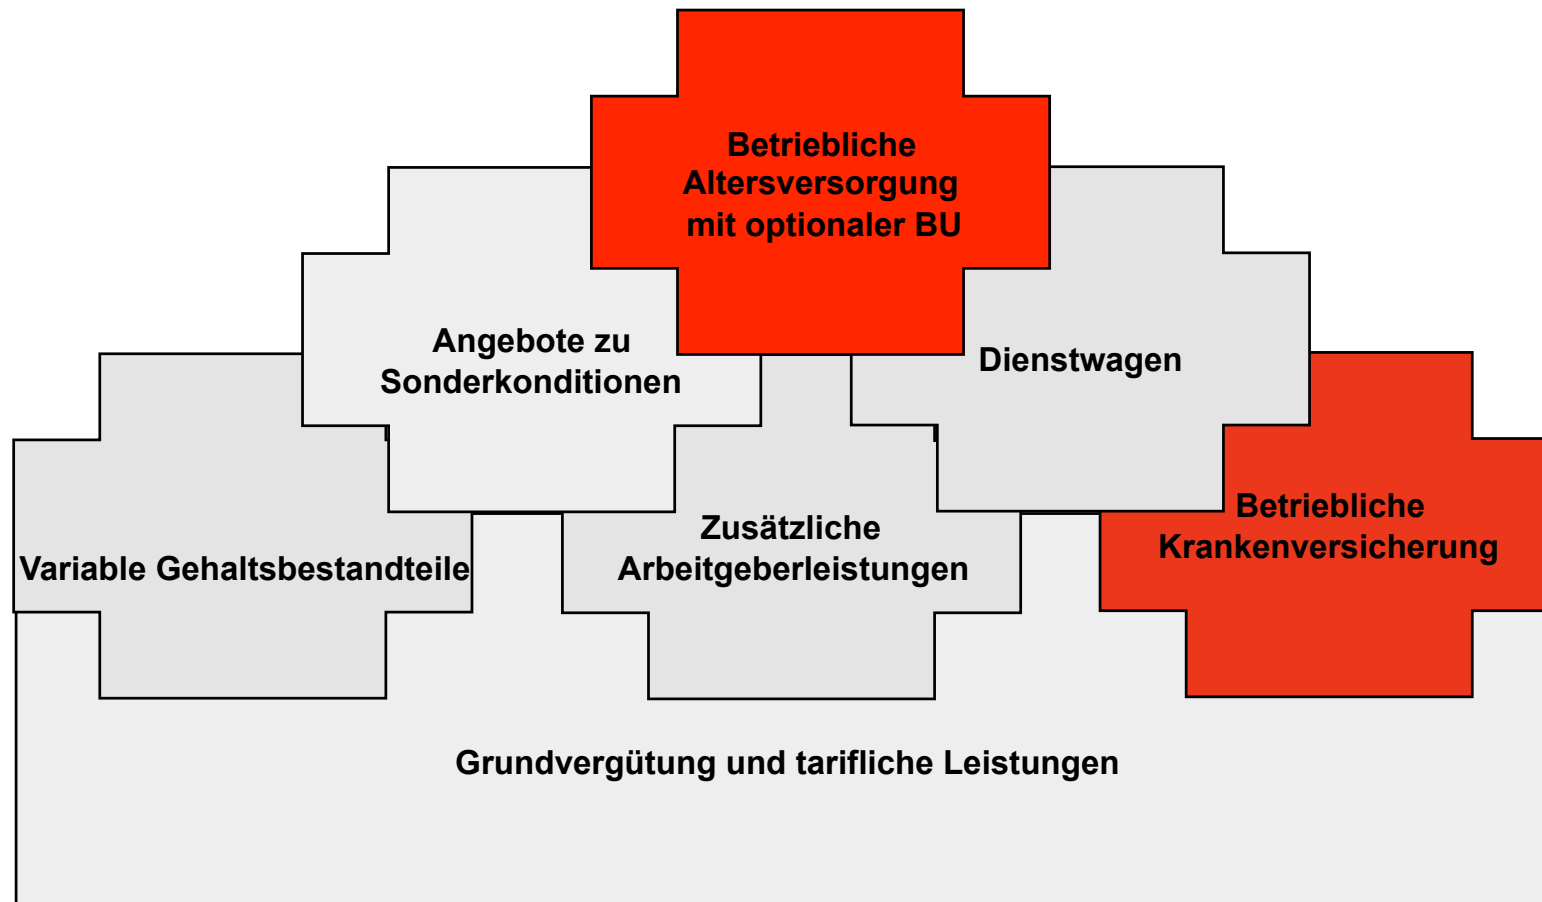 Betriebliche
Altersversorgung
mit optionaler BU
Angebote zu
Sonderkonditionen
Dienstwagen
Variable Gehaltsbestandteile
Zusätzliche
Arbeitgeberleistungen
Betriebliche
Krankenversicherung
Grundvergütung und tarifliche Leistungen